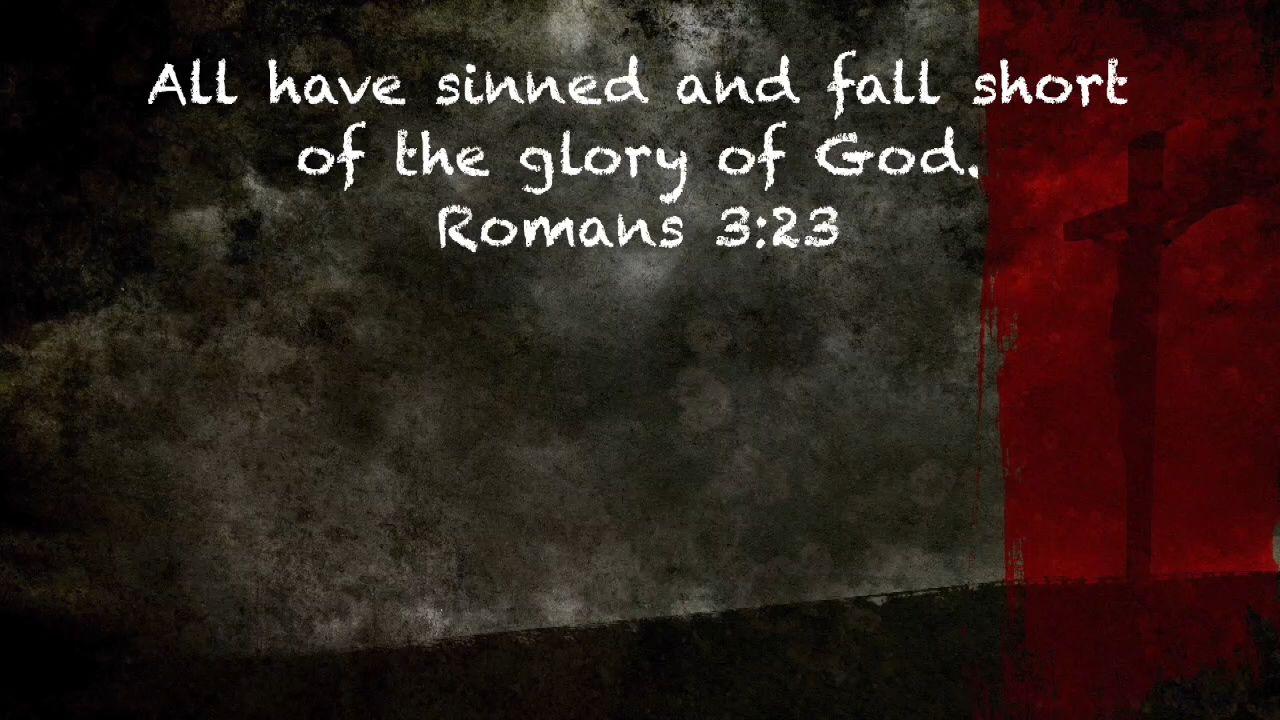 All have sinned and fall short
of the glory of God.
Romans 3:23